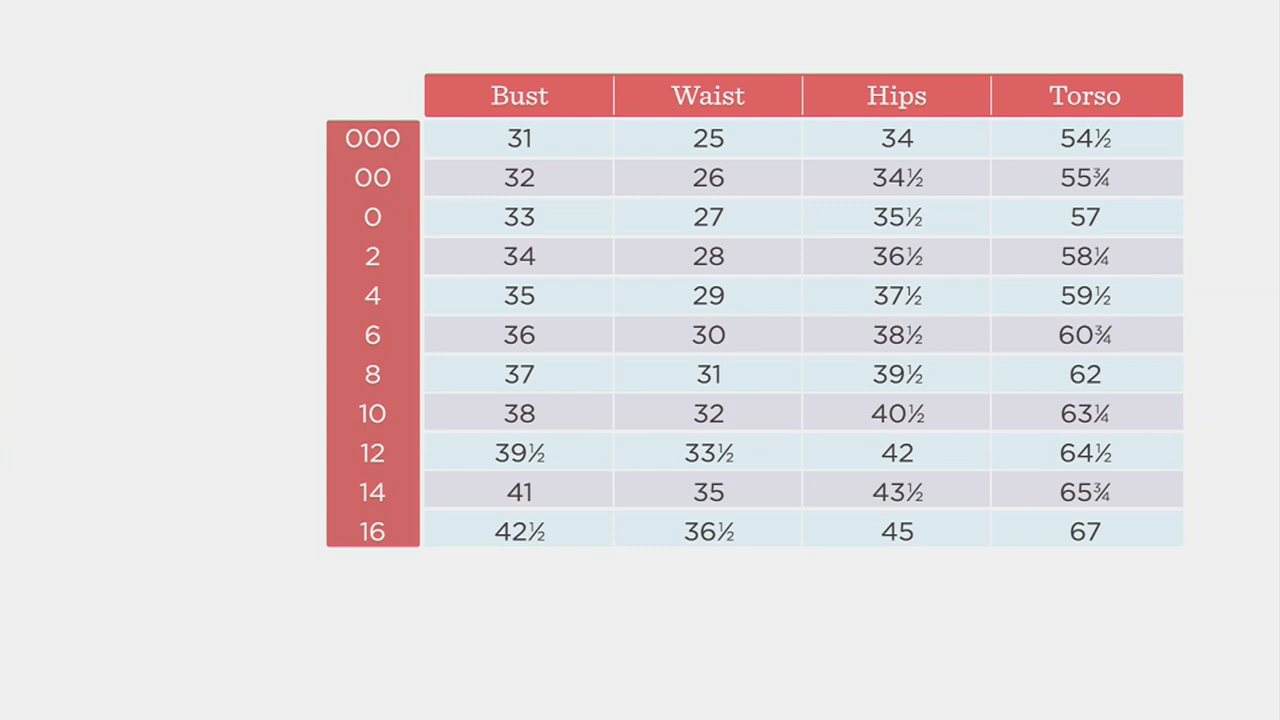 Bust Waist Hips Torso
000 31 25 34 54½
00 32 26 34½ 55¾
0 33 27 35½ 57
2 34 28 36½ 58¼
4 35 29 37½ 59½
6 36 30 38½ 60¾
8 37 31 39½ 62
10 38 32 40½ 63¼
12 39½ 33½ 42 64½
14 41 35 43½ 65¾
16 42½ 36½ 45 67